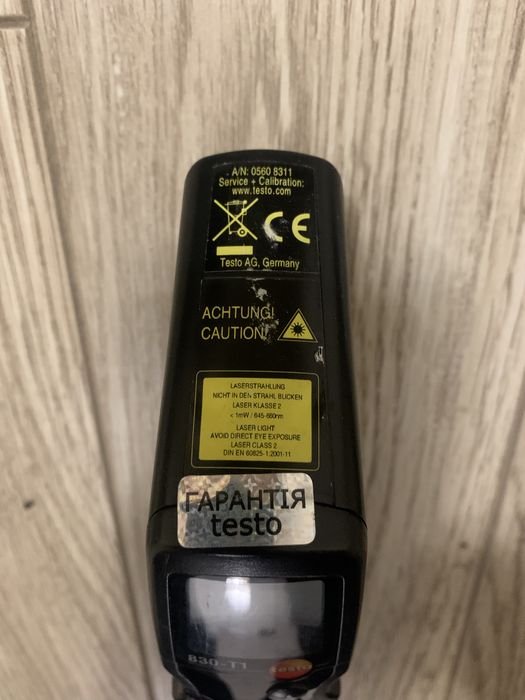 A/N: 0560 8311
Service + Calibration:
www.testo.com
CE
Testo AG, Germany
ACHTUNG!
CAUTION!
LASERSTRAHLUNG
NICHT IN DEN STRAHL BLICKEN
LASER KLASSE 2
< 1mW / 645-660nm
LASER LIGHT
AVOID DIRECT EYE EXPOSURE
LASER CLASS 2
DIN EN 60825-1:2001-11
ГАРАНТІЯ
testo
830-T1
testo